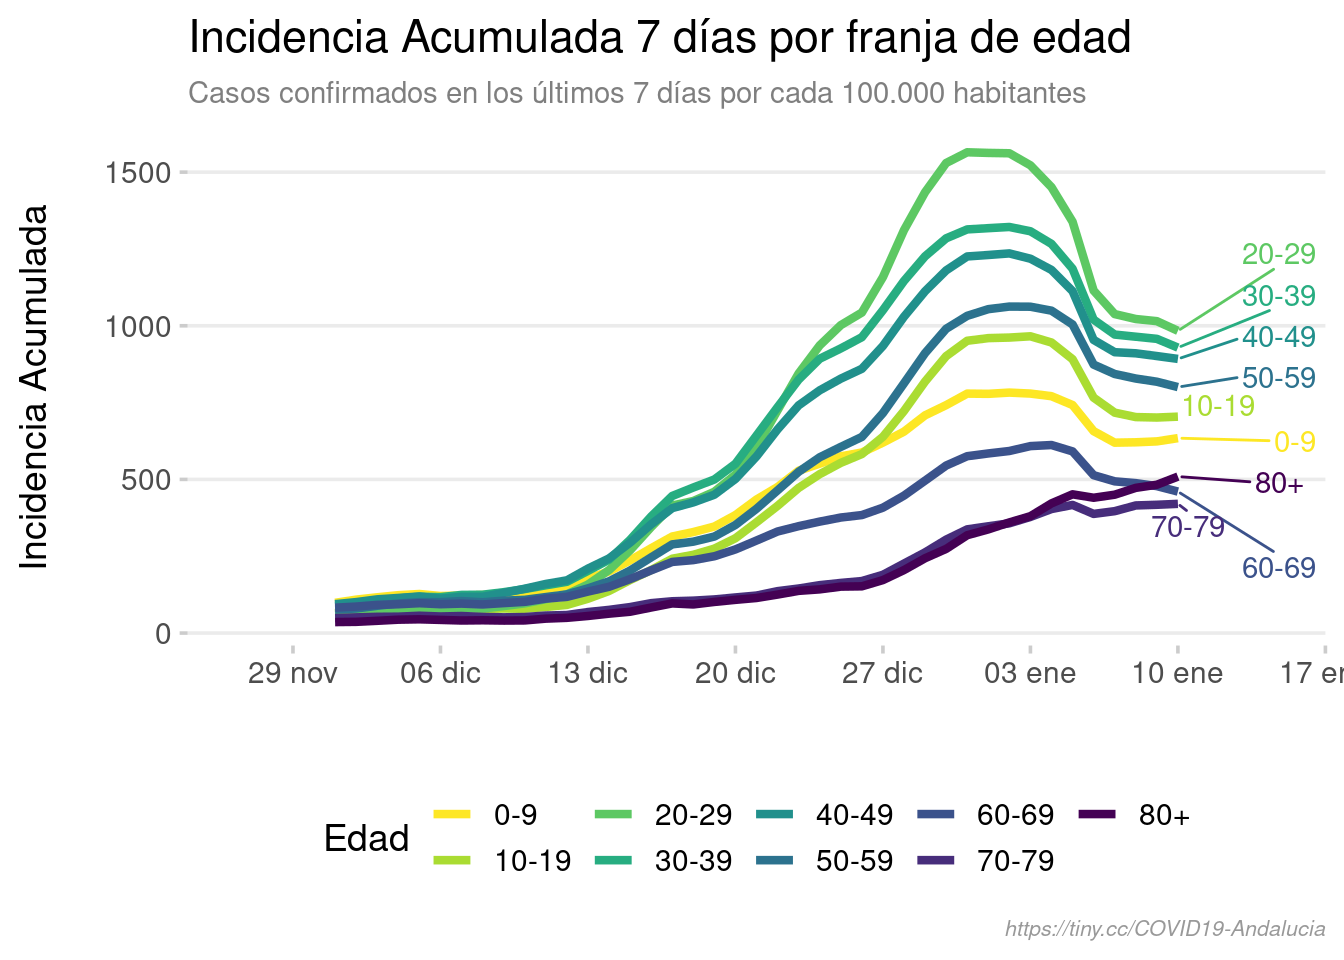 Incidencia Acumulada 7 días por franja de edad
Casos confirmados en los últimos 7 días por cada 100.000 habitantes
Incidencia Acumulada
1500
1000
500
0
20-29
30-39
40-49
50-59
10-19
0-9
80+
70-79
60-69
29 nov
06 dic
13 dic
20 dic
27 dic
03 ene
10 ene
17 en
Edad
0-9
20-29
40-49
60-69
80+
10-19
30-39
50-59
70-79
https://tiny.cc/COVID19-Andalucia